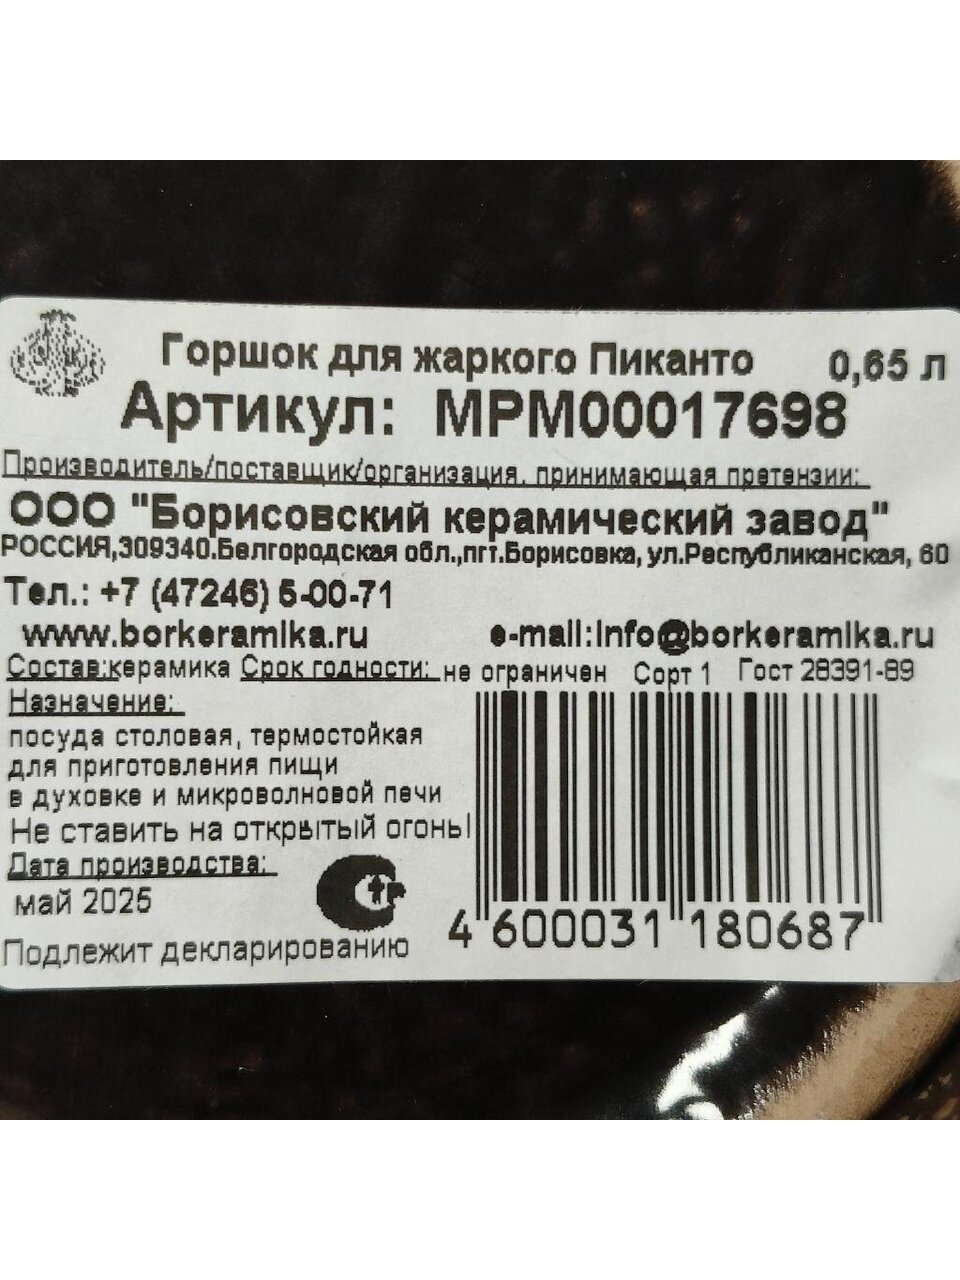 Горшок для жаркого Пиканто 0,65 л
Артикул: МРМ00017698
Производитель/поставщик/организация, принимающая претензии:
ООО "Борисовский керамический завод"
РОССИЯ,309340.Белгородская обл.,пгт.Борисовка, ул.Республиканская, 60
Тел.: +7 (47246) 5-00-71
www.borkeramika.ru e-mail:info@borkeramika.ru
Состав:керамика Срок годности: не ограничен Сорт 1 Гост 28391-89
Назначение:
посуда столовая, термостойкая
для приготовления пищи
в духовке и микроволновой печи
Не ставить на открытый огонь!
Дата производства:
май 2025
Подлежит декларированию
4 600031 180687